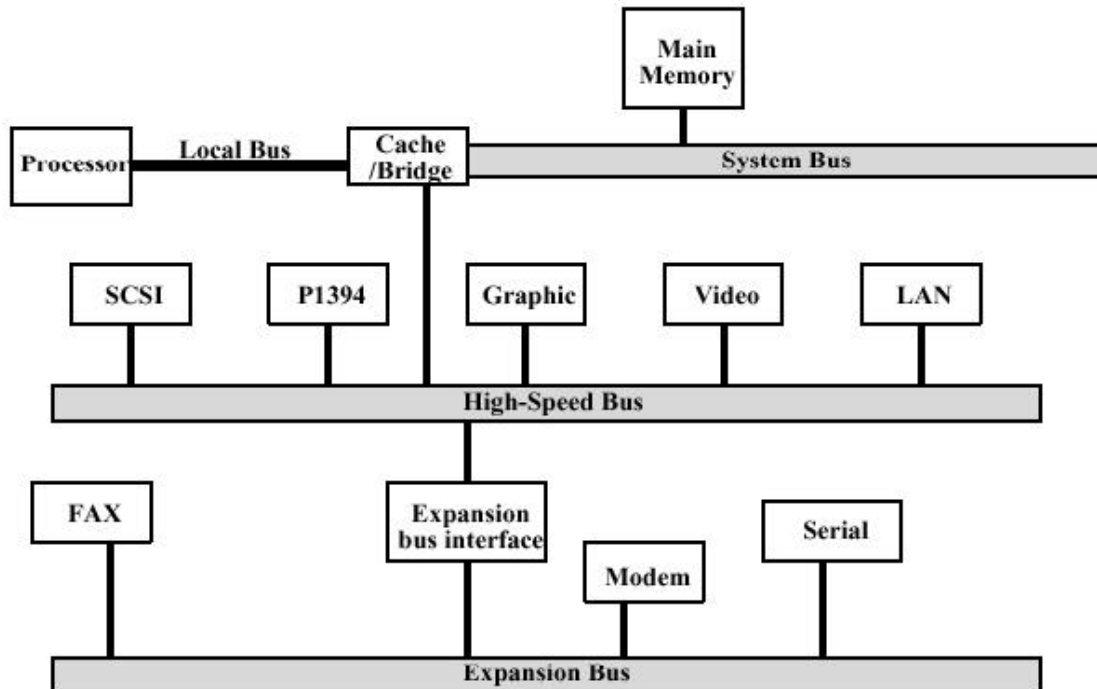 Main
Memory
Processor
Local Bus
Cache
/Bridge
System Bus
SCSI
P1394
Graphic
Video
LAN
High-Speed Bus
FAX
Expansion
bus interface
Modem
Serial
Expansion Bus